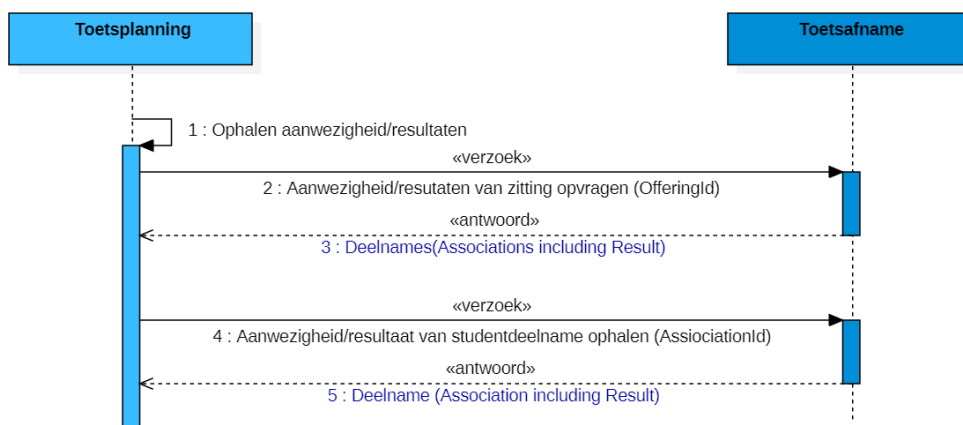 Toetsplanning
Toetsafname
1 : Ophalen aanwezigheid/resultaten
«verzoek»
2 : Aanwezigheid/resutaten van zitting opvragen (OfferingId)
«antwoord»
3 : Deelnames(Associations including Result)
«verzoek»
4 : Aanwezigheid/resultaat van studentdeelname ophalen (AssiociationId)
«antwoord»
5 : Deelname (Association including Result)